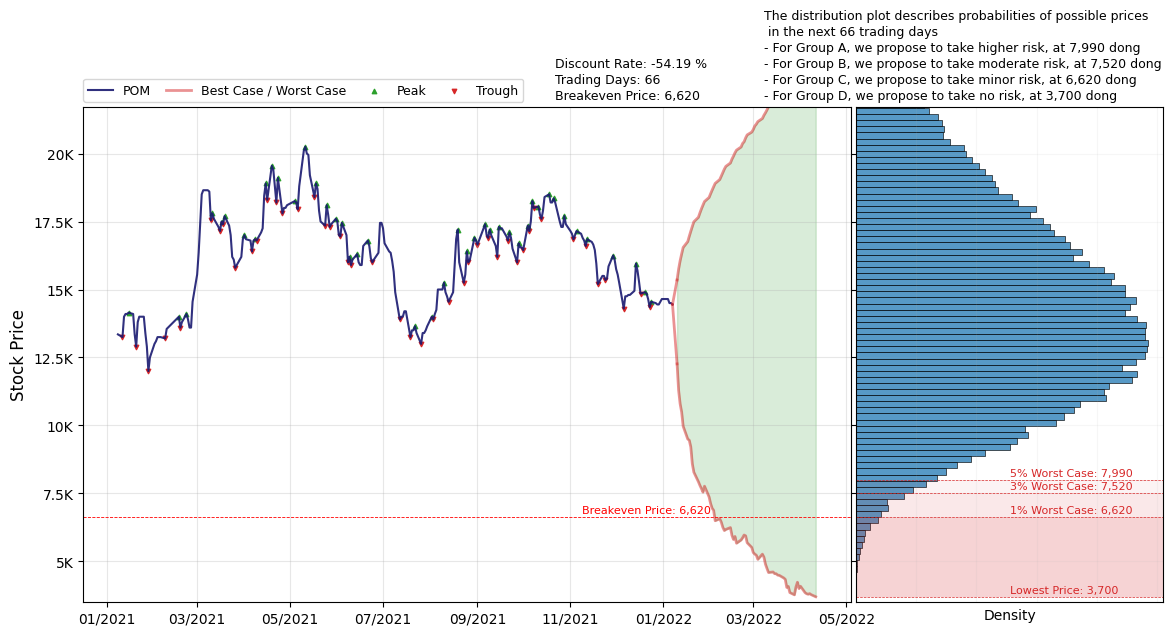 The distribution plot describes probabilities of possible prices
in the next 66 trading days
- For Group A, we propose to take higher risk, at 7,990 dong
- For Group B, we propose to take moderate risk, at 7,520 dong
- For Group C, we propose to take minor risk, at 6,620 dong
- For Group D, we propose to take no risk, at 3,700 dong
Discount Rate: -54.19 %
Trading Days: 66
Breakeven Price: 6,620
POM
Best Case / Worst Case
Peak
Trough
Stock Price
20K
17.5K
15K
12.5K
10K
7.5K
5K
Breakeven Price: 6,620
5% Worst Case: 7,990
3% Worst Case: 7,520
1% Worst Case: 6,620
Lowest Price: 3,700
01/2021
03/2021
05/2021
07/2021
09/2021
11/2021
01/2022
03/2022
05/2022
Density